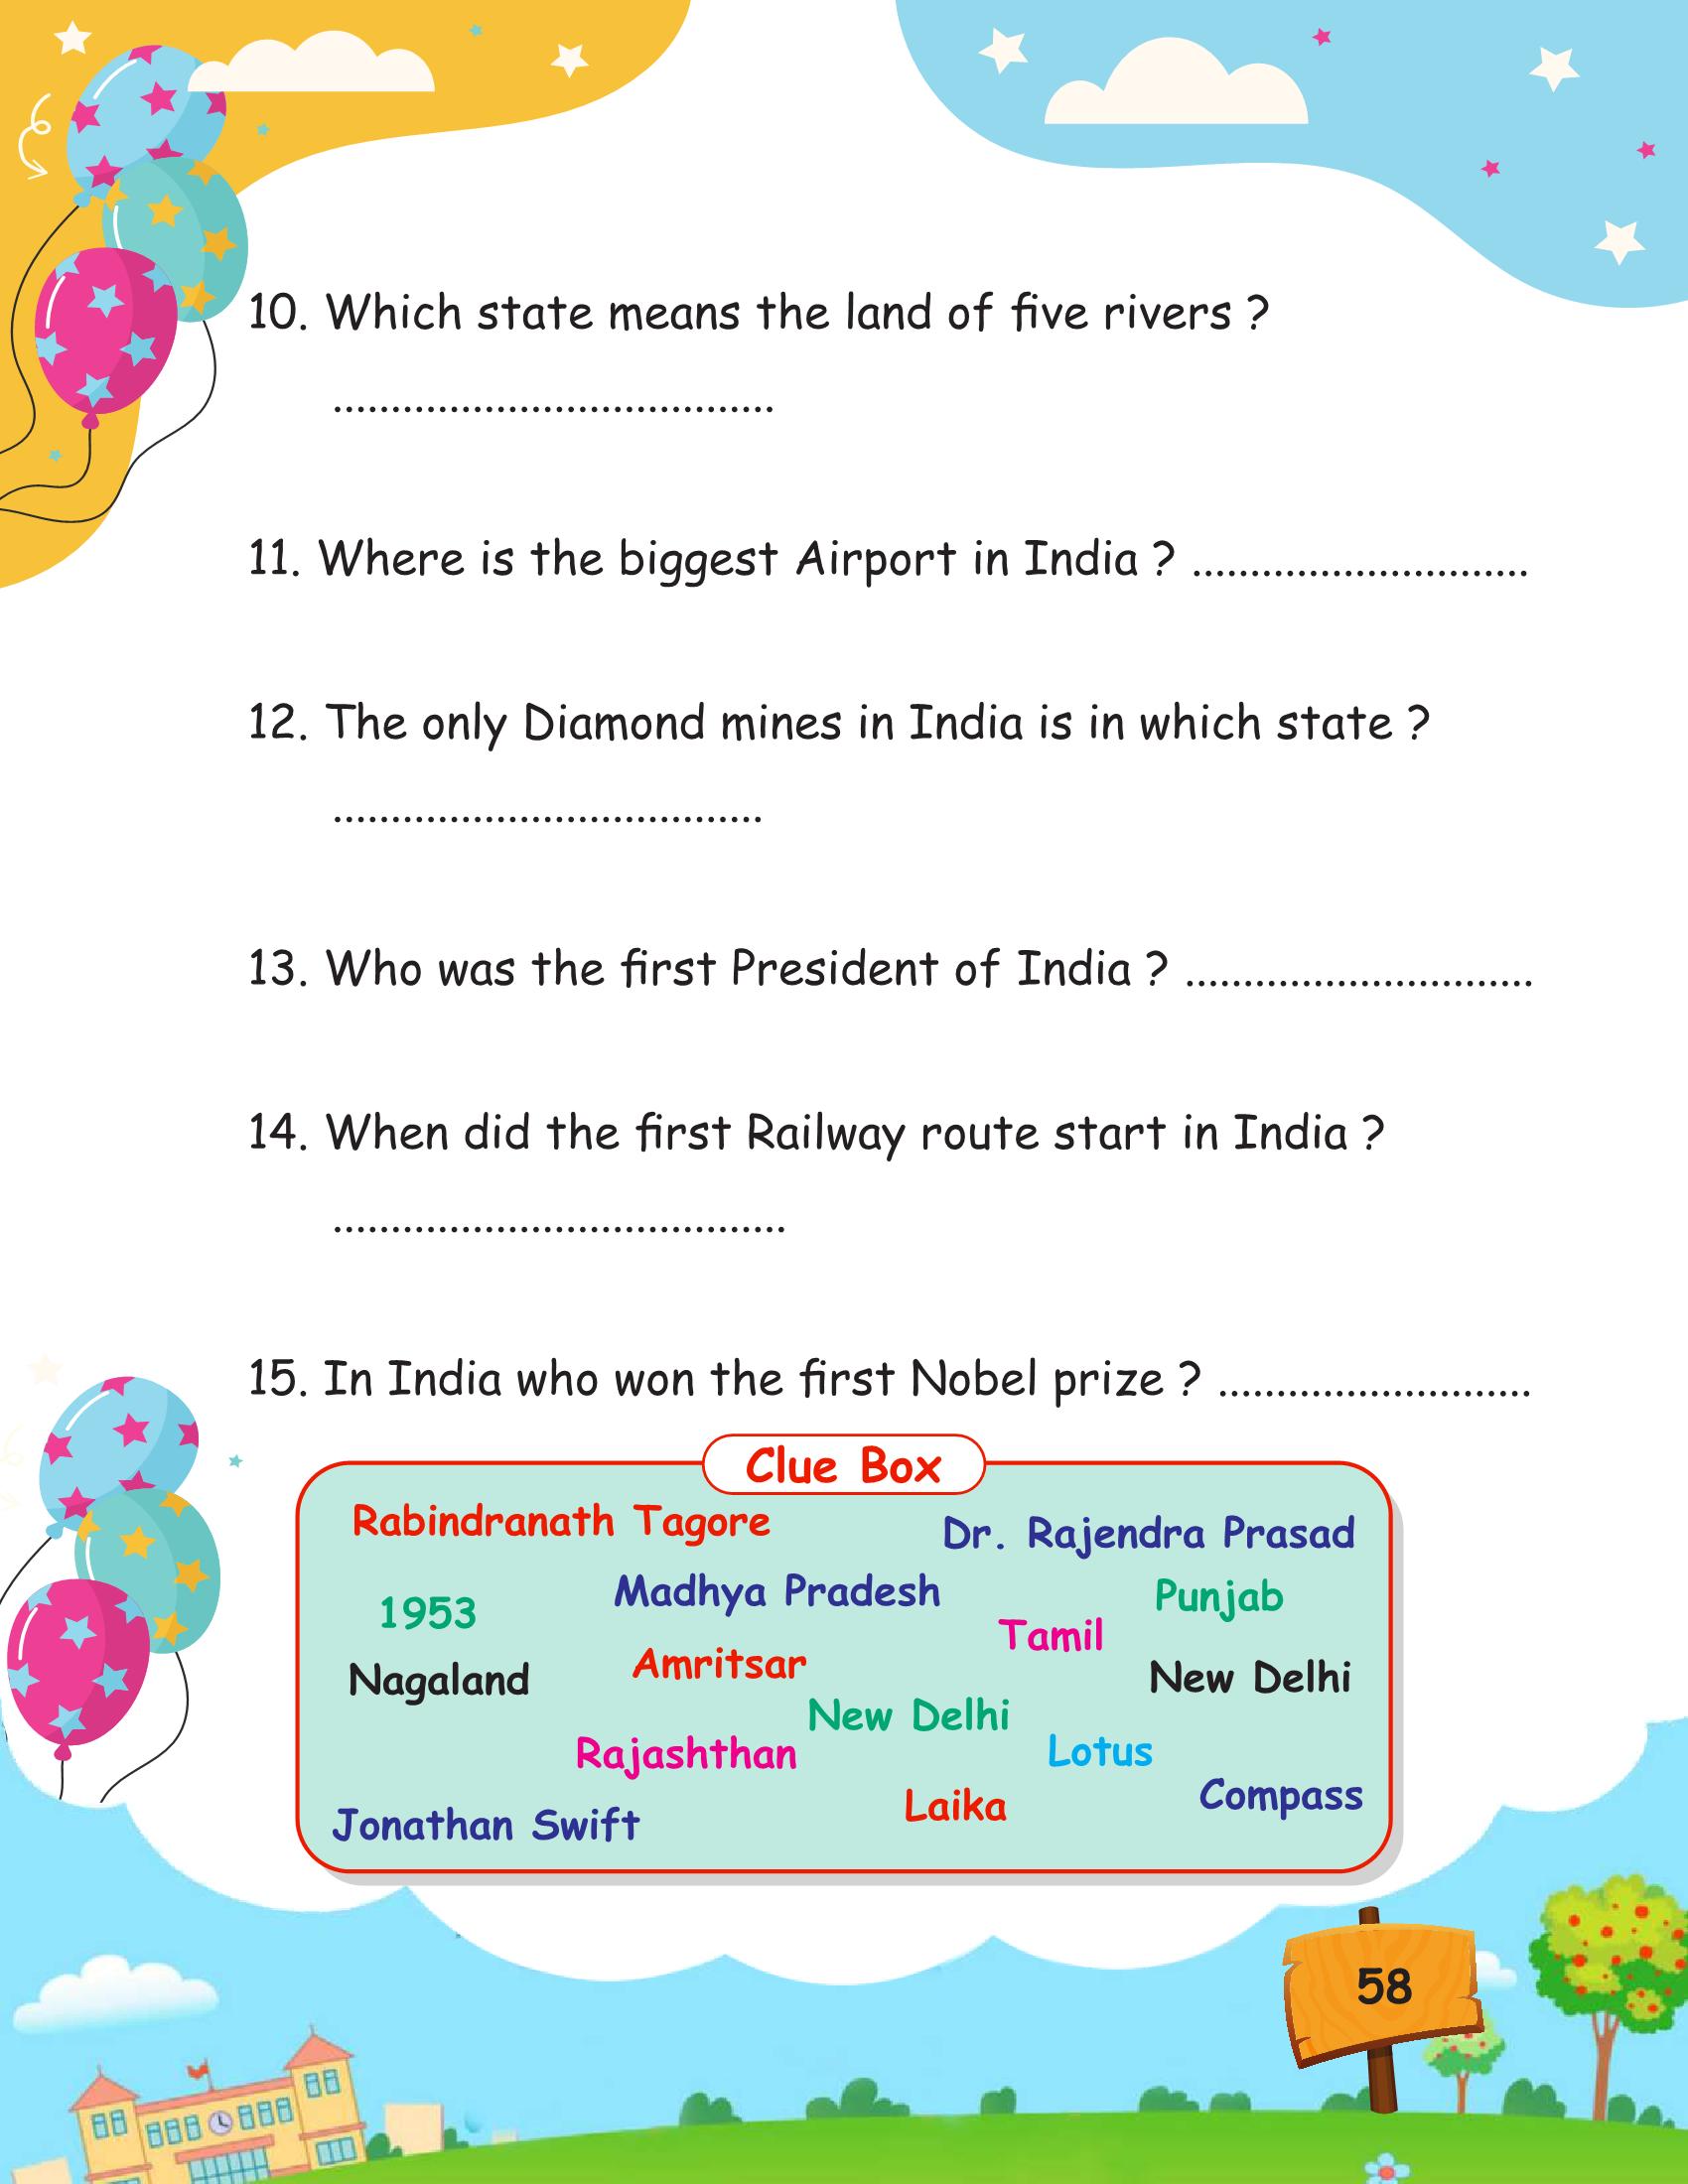 10. Which state means the land of five rivers ?
......................................
11. Where is the biggest Airport in India ? .............................
12. The only Diamond mines in India is in which state ?
.....................................
13. Who was the first President of India ? ..............................
14. When did the first Railway route start in India ?
.......................................
15. In India who won the first Nobel prize ? ...........................
Clue Box
Rabindranath Tagore
Dr. Rajendra Prasad
Madhya Pradesh
Punjab
1953
Tamil
Amritsar
Nagaland
New Delhi
New Delhi
Rajashthan
Lotus
Compass
Laika
Jonathan Swift
58